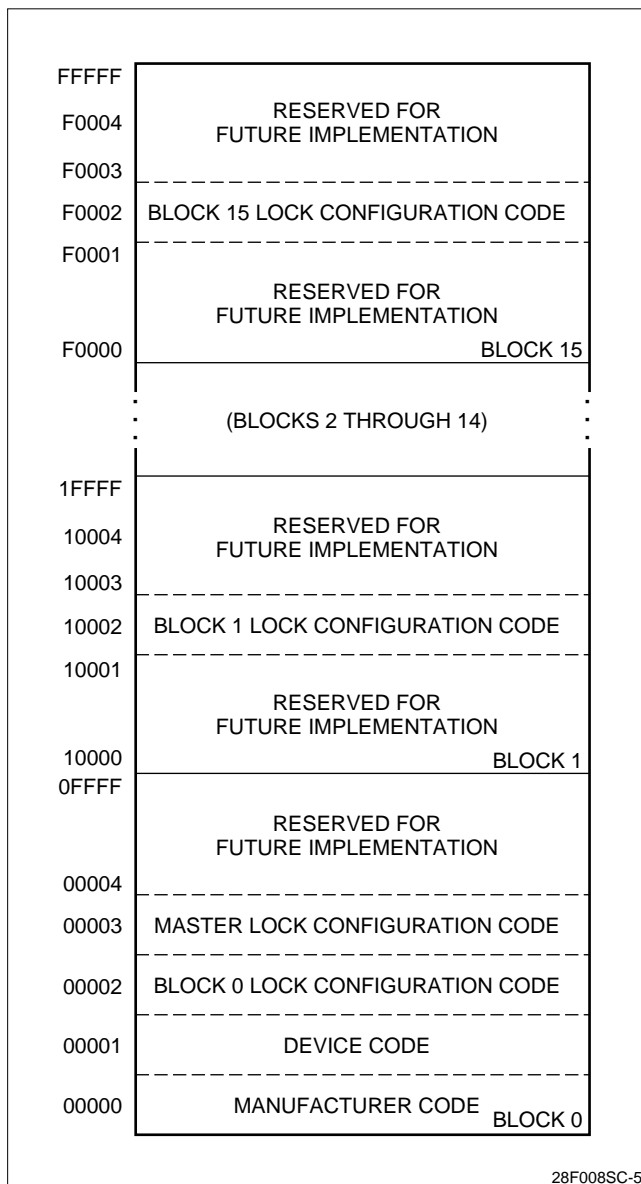 FFFFF
F0004
RESERVED FOR
FUTURE IMPLEMENTATION
F0003
F0002 BLOCK 15 LOCK CONFIGURATION CODE
F0001
RESERVED FOR
FUTURE IMPLEMENTATION
F0000 BLOCK 15
(BLOCKS 2 THROUGH 14)
1FFFF
10004
RESERVED FOR
FUTURE IMPLEMENTATION
10003
10002 BLOCK 1 LOCK CONFIGURATION CODE
10001
RESERVED FOR
FUTURE IMPLEMENTATION
10000 BLOCK 1
0FFFF
RESERVED FOR
FUTURE IMPLEMENTATION
00004
00003 MASTER LOCK CONFIGURATION CODE
00002 BLOCK 0 LOCK CONFIGURATION CODE
00001 DEVICE CODE
00000 MANUFACTURER CODE
BLOCK 0
28F008SC-5